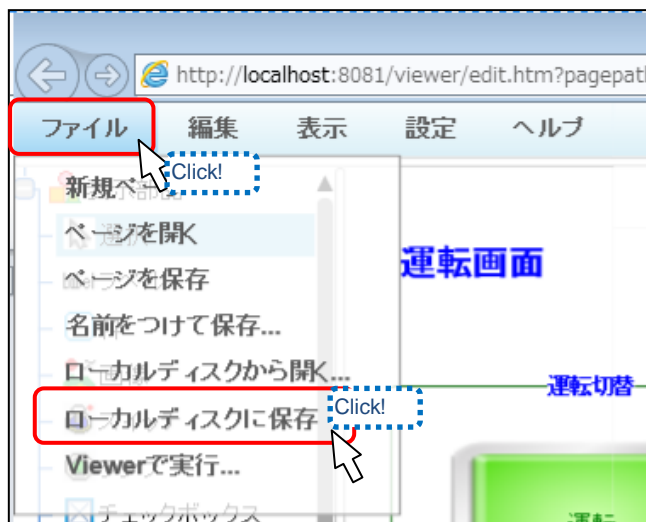 http://localhost:8081/viewer/edit.htm?pagepat
ファイル 編集 表示 設定 ヘルプ
Click!
新規ペー
ページを開く
ページを保存
名前をつけて保存...
ローカルディスクから開く...
ローカルディスクに保存
Click!
Viewerで実行...
チェックボックス
運転画面
運転切替
運転